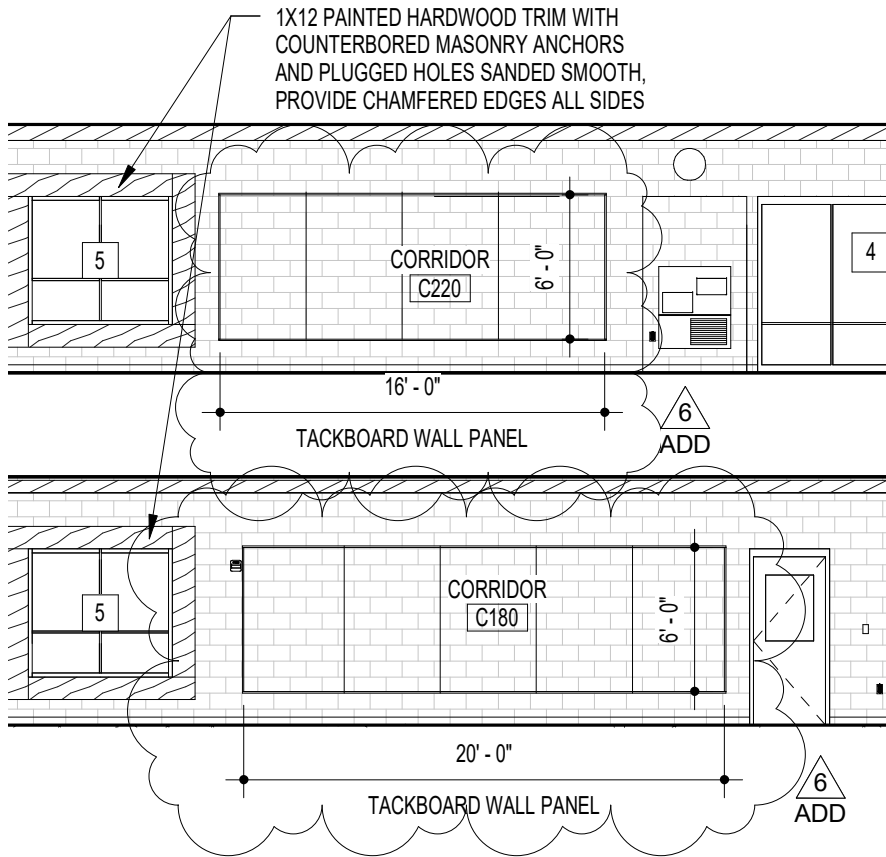 1X12 PAINTED HARDWOOD TRIM WITH
COUNTERBORED MASONRY ANCHORS
AND PLUGGED HOLES SANDED SMOOTH,
PROVIDE CHAMFERED EDGES ALL SIDES
5
CORRIDOR
C220
6' - 0"
4
16' - 0"
TACKBOARD WALL PANEL
6
ADD
5
CORRIDOR
C180
6' - 0"
20' - 0"
TACKBOARD WALL PANEL
6
ADD